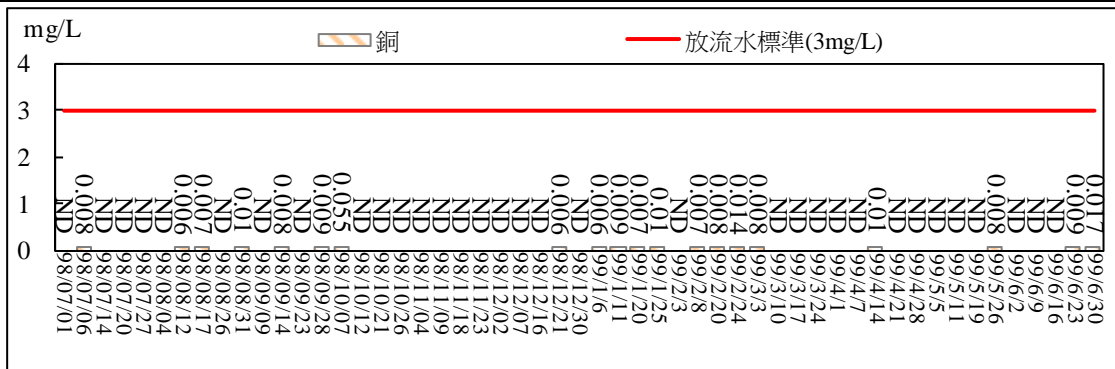 mg/L
銅
放流水標準(3mg/L)
4
3
2
1
0
ND
0.008
ND
ND
ND
ND
0.006
0.007
ND
0.01
ND
0.008
ND
0.009
0.055
ND
ND
ND
ND
ND
ND
ND
ND
ND
ND
0.006
ND
0.006
0.009
0.007
0.01
ND
0.007
0.008
0.014
0.008
ND
ND
ND
ND
ND
0.01
ND
ND
ND
ND
ND
0.008
ND
ND
ND
0.009
0.017
98/07/01
98/07/06
98/07/14
98/07/20
98/07/27
98/08/04
98/08/12
98/08/17
98/08/26
98/08/31
98/09/09
98/09/14
98/09/23
98/09/28
98/10/07
98/10/12
98/10/21
98/10/26
98/11/04
98/11/09
98/11/18
98/11/23
98/12/02
98/12/07
98/12/16
98/12/21
98/12/30
99/1/6
99/1/11
99/1/20
99/1/25
99/2/3
99/2/8
99/2/20
99/2/24
99/3/3
99/3/10
99/3/17
99/3/24
99/4/1
99/4/7
99/4/14
99/4/21
99/4/28
99/5/5
99/5/11
99/5/19
99/5/26
99/6/2
99/6/9
99/6/16
99/6/23
99/6/30